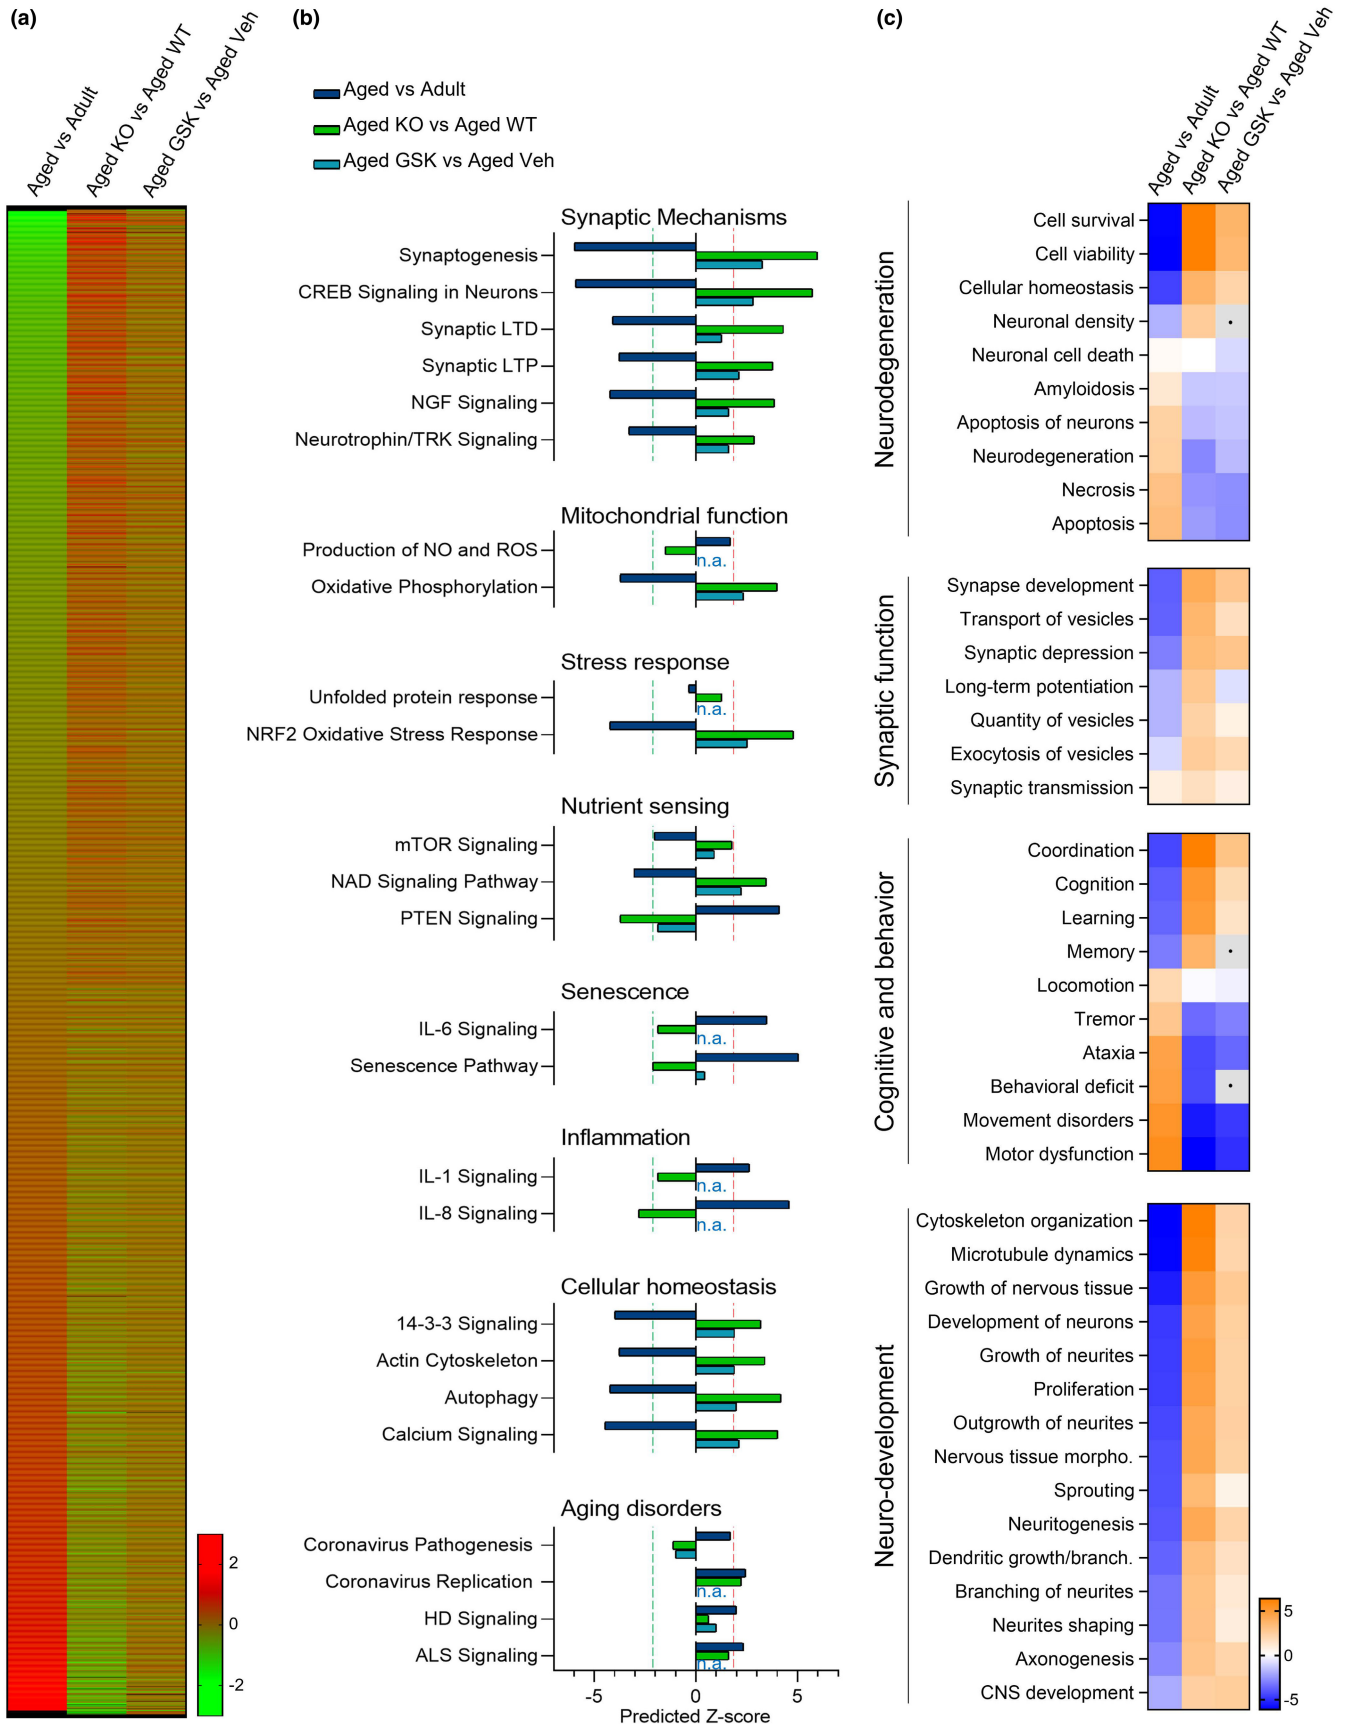 (a)
Aged vs Adult
Aged KO vs Aged WT
Aged GSK vs Aged Veh
2
0
-2
(b)
Aged vs Adult
Aged KO vs Aged WT
Aged GSK vs Aged Veh
Synaptic Mechanisms
Synaptogenesis
CREB Signaling in Neurons
Synaptic LTD
Synaptic LTP
NGF Signaling
Neurotrophin/TRK Signaling
Mitochondrial function
Production of NO and ROS
n.a.
Oxidative Phosphorylation
Stress response
Unfolded protein response
n.a.
NRF2 Oxidative Stress Response
Nutrient sensing
mTOR Signaling
NAD Signaling Pathway
PTEN Signaling
Senescence
IL-6 Signaling
n.a.
Senescence Pathway
Inflammation
IL-1 Signaling
n.a.
IL-8 Signaling
n.a.
Cellular homeostasis
14-3-3 Signaling
Actin Cytoskeleton
Autophagy
Calcium Signaling
Aging disorders
Coronavirus Pathogenesis
Coronavirus Replication
n.a.
HD Signaling
ALS Signaling
n.a.
-5 0 5
Predicted Z-score
(c)
Aged vs Adult
Aged KO vs Aged WT
Aged GSK vs Aged Veh
Neurodegeneration
Cell survival
Cell viability
Cellular homeostasis
Neuronal density
Neuronal cell death
Amyloidosis
Apoptosis of neurons
Neurodegeneration
Necrosis
Apoptosis
Synaptic function
Synapse development
Transport of vesicles
Synaptic depression
Long-term potentiation
Quantity of vesicles
Exocytosis of vesicles
Synaptic transmission
Cognitive and behavior
Coordination
Cognition
Learning
Memory
Locomotion
Tremor
Ataxia
Behavioral deficit
Movement disorders
Motor dysfunction
Neuro-development
Cytoskeleton organization
Microtubule dynamics
Growth of nervous tissue
Development of neurons
Growth of neurites
Proliferation
Outgrowth of neurites
Nervous tissue morpho.
Sprouting
Neuritogenesis
Dendritic growth/branch.
Branching of neurites
Neurites shaping
Axonogenesis
CNS development
5
0
-5